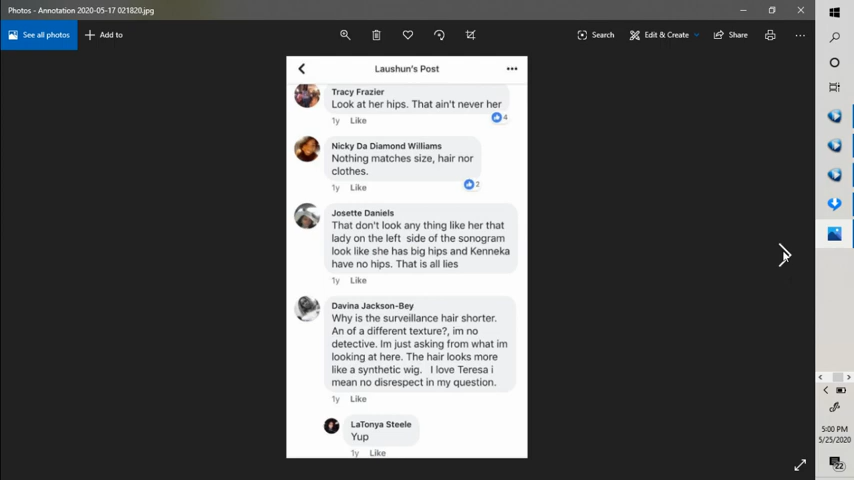 Photos - Annotation 2020-05-17 021820.jpg
See all photos
Add to
Search
Edit & Create
Share
Laushun's Post
Tracy Frazier
Look at her hips. That ain't never her
4
1y Like
Nicky Da Diamond Williams
Nothing matches size, hair nor
clothes.
2
1y Like
Josette Daniels
That don't look any thing like her that
lady on the left side of the sonogram
look like she has big hips and Kenneka
have no hips. That is all lies
1y Like
Davina Jackson-Bey
Why is the surveillance hair shorter.
An of a different texture?, im no
detective. Im just asking from what im
looking at here. The hair looks more
like a synthetic wig. I love Teresa i
mean no disrespect in my question.
1y Like
LaTonya Steele
Yup
1y Like
5:00 PM
5/25/2020
22